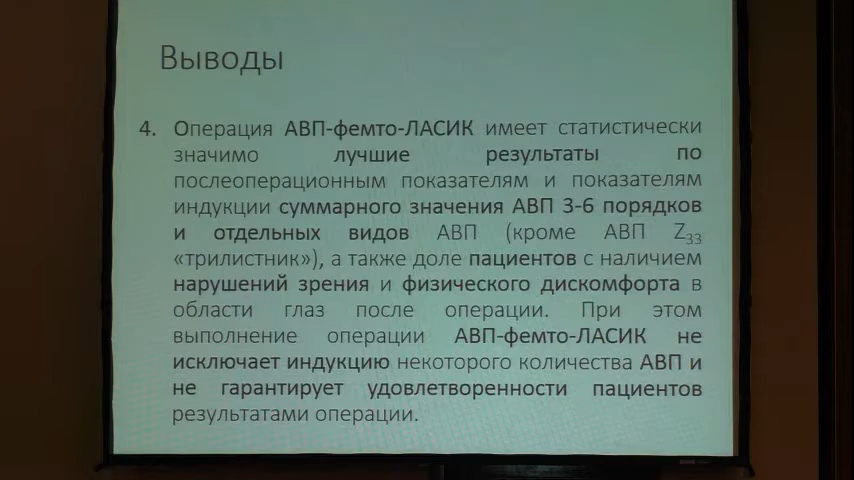 Выводы
4. Операция АВП-фемто-ЛАСИК имеет статистически
значимо лучшие результаты по
послеоперационным показателям и показателям
индукции суммарного значения АВП 3-6 порядков
и отдельных видов АВП (кроме АВП Z33
«трилистник»), а также доле пациентов с наличием
нарушений зрения и физического дискомфорта в
области глаз после операции. При этом
выполнение операции АВП-фемто-ЛАСИК не
исключает индукцию некоторого количества АВП и
не гарантирует удовлетворенности пациентов
результатами операции.